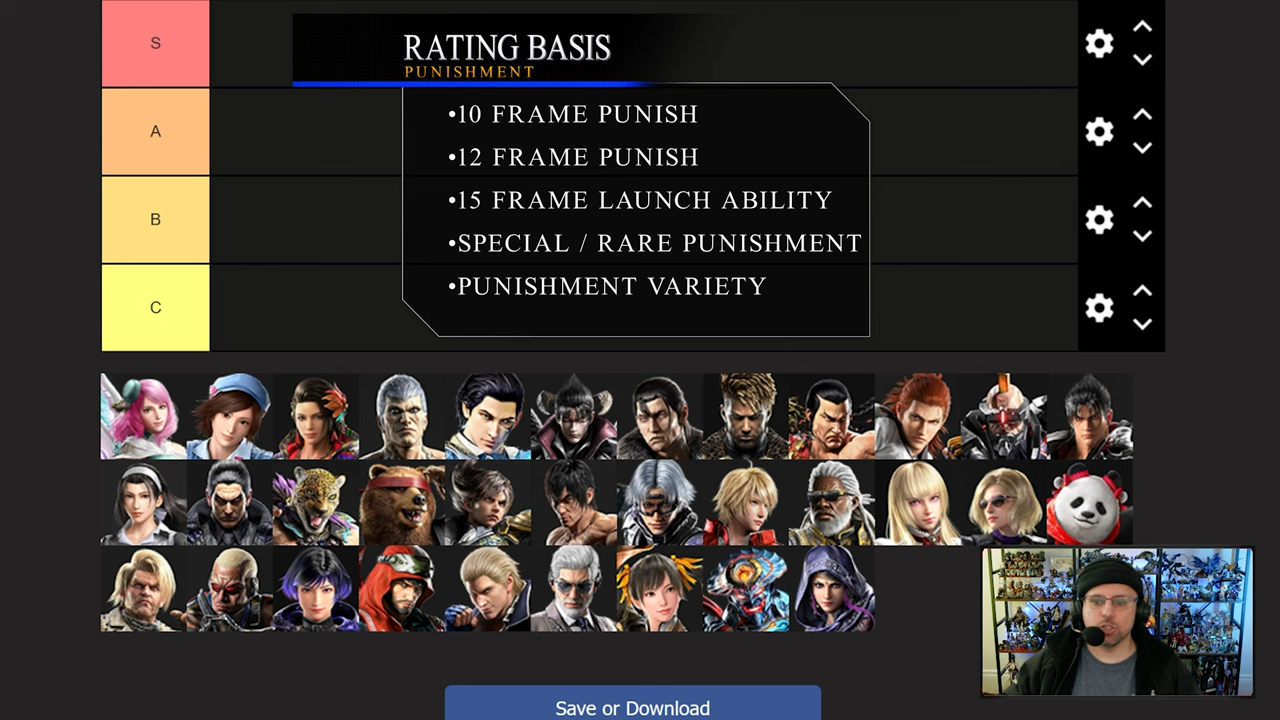 S
RATING BASIS
PUNISHMENT
A
•10 FRAME PUNISH
•12 FRAME PUNISH
B
•15 FRAME LAUNCH ABILITY
•SPECIAL / RARE PUNISHMENT
•PUNISHMENT VARIETY
C
Save or Download